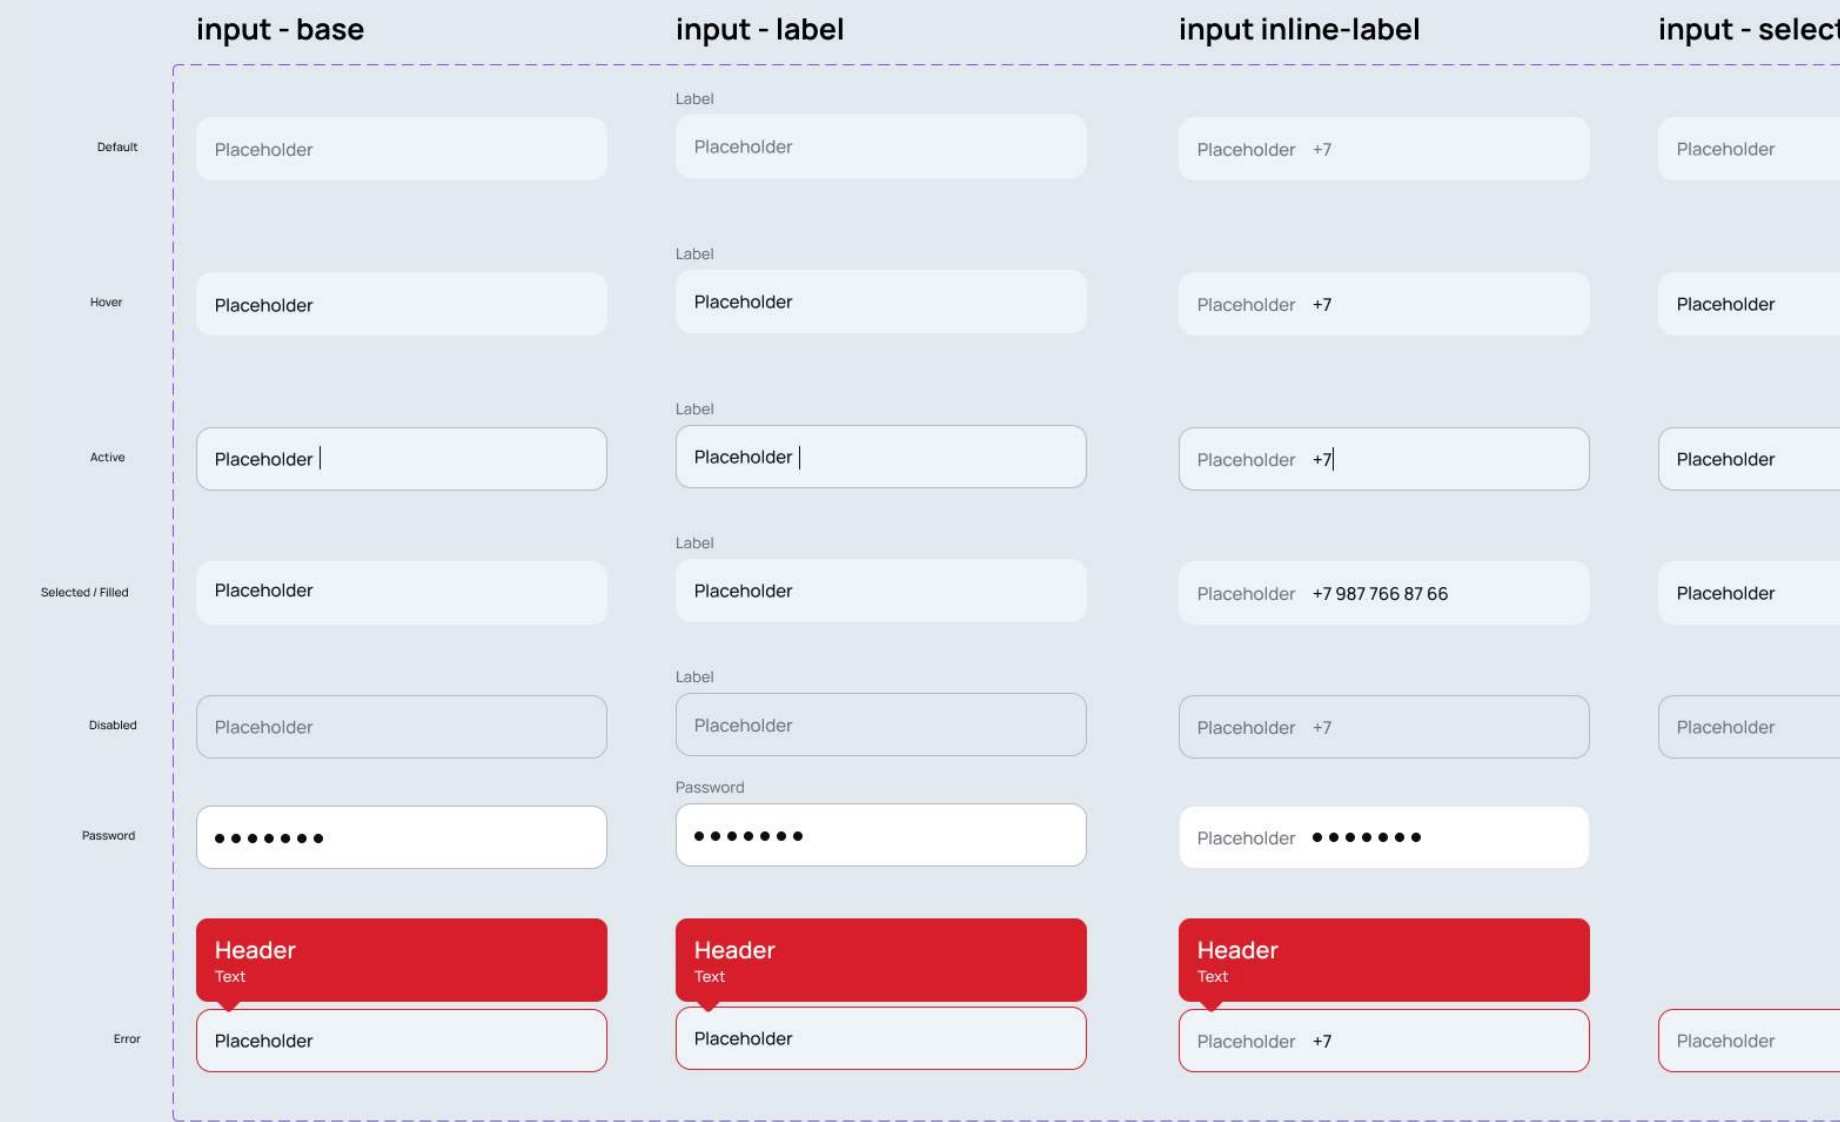 input - base input - label input inline-label input - select
Label
Default Placeholder Placeholder Placeholder +7 Placeholder
Label
Hover Placeholder Placeholder Placeholder +7 Placeholder
Label
Active Placeholder Placeholder Placeholder +7 Placeholder
Label
Selected / Filled Placeholder Placeholder Placeholder +7 987 766 87 66 Placeholder
Label
Disabled Placeholder Placeholder Placeholder +7 Placeholder
Password
Password ●●●●●●● ●●●●●●● Placeholder ●●●●●●●
Header Header Header
Text Text Text
Error Placeholder Placeholder Placeholder +7 Placeholder